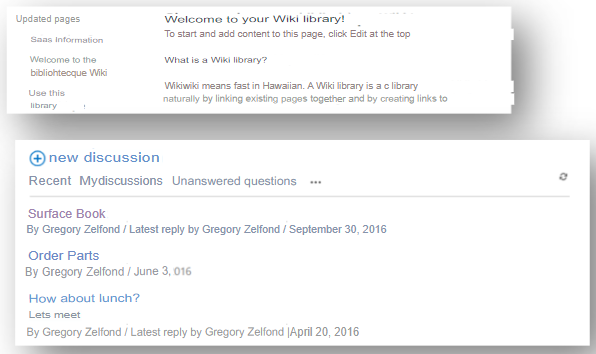 Updated pages
Saas Information
Welcome to the
bibliohtecque Wiki
Use this
library !
Welcome to your Wiki library!
To start and add content to this page, click Edit at the top
What is a Wiki library?
Wikiwiki means fast in Hawaiian. A Wiki library is a c library
naturally by linking existing pages together and by creating links to
new discussion
Recent Mydiscussions Unanswered questions •••
Surface Book
By Gregory Zelfond / Latest reply by Gregory Zelfond / September 30, 2016
Order Parts
By Gregory Zelfond / June 3, 016
How about lunch?
Lets meet
By Gregory Zelfond / Latest reply by Gregory Zelfond |April 20, 2016